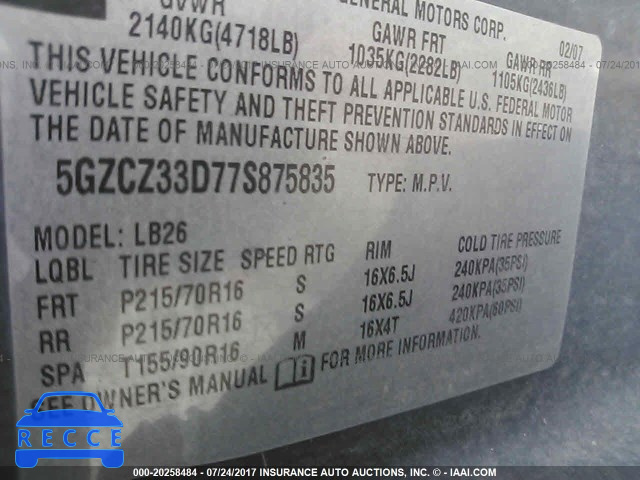 GENERAL MOTORS CORP. 02/07
GVWR GAWR FRT GAWR RR
2140KG(4718LB) 1035KG(2282LB) 1105KG(2436LB)
THIS VEHICLE CONFORMS TO ALL APPLICABLE U.S. FEDERAL MOTOR
VEHICLE SAFETY AND THEFT PREVENTION STANDARDS IN EFFECT ON
THE DATE OF MANUFACTURE SHOWN ABOVE.
5GZCZ33D77S875835 TYPE: M.P.V.
MODEL: LB26
LQBL TIRE SIZE SPEED RTG RIM COLD TIRE PRESSURE
FRT P215/70R16 S 16X6.5J 240KPA(35PSI)
RR P215/70R16 S 16X6.5J 240KPA(35PSI)
SPA T155/90R16 M 16X4T 420KPA(60PSI)
SEE OWNER'S MANUAL FOR MORE INFORMATION.
RECCZ
000-20258484 - 07/24/2017 INSURANCE AUTO AUCTIONS, INC. - IAAI.COM